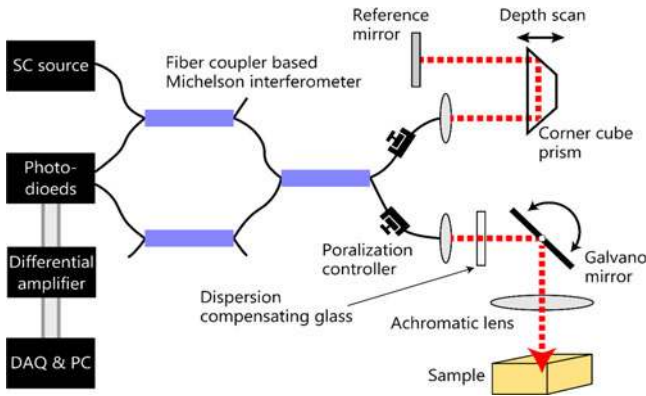 Reference
mirror
Depth scan
SC source
Fiber coupler based
Michelson interferometer
Corner cube
prism
Photo-
dioeds
Poralization
controller
Galvano
mirror
Differential
amplifier
Dispersion
compensating glass
Achromatic lens
DAQ & PC
Sample